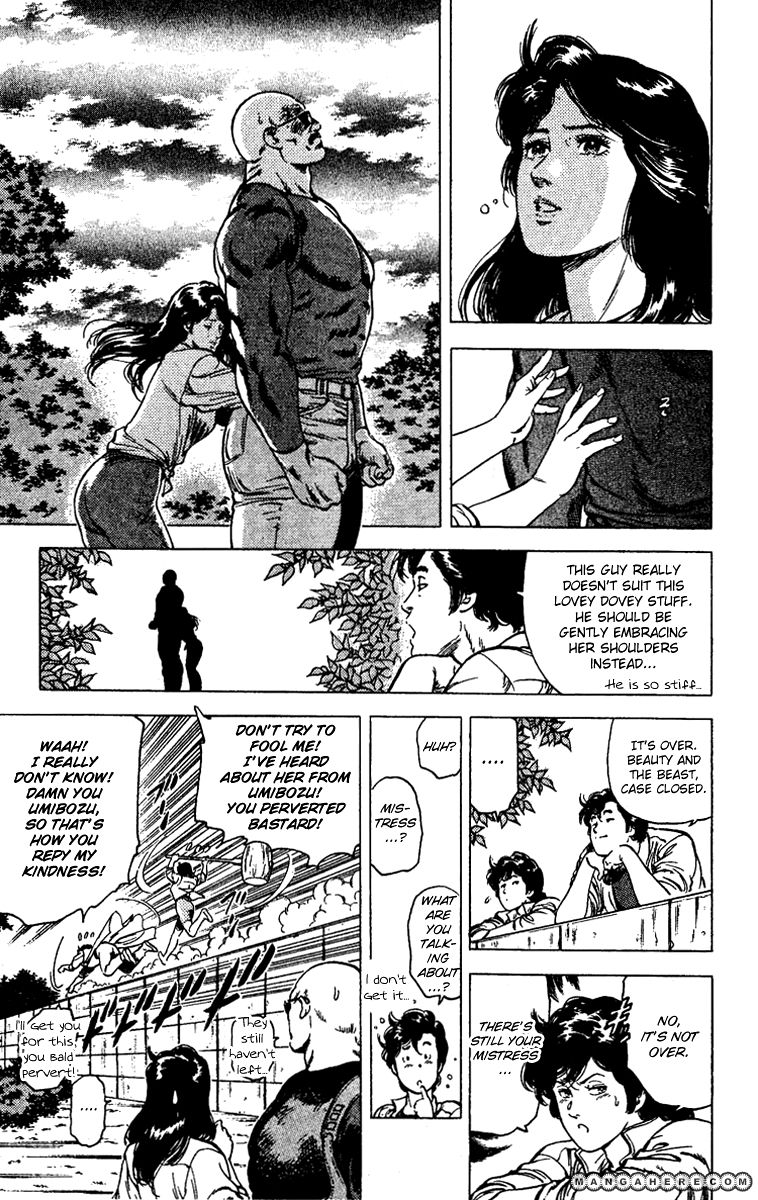 THIS GUY REALLY
DOESN'T SUIT THIS
LOVEY DOVEY STUFF.
HE SHOULD BE
GENTLY EMBRACING
HER SHOULDERS
INSTEAD...
He is so stiff..
IT'S OVER.
BEAUTY AND
THE BEAST,
CASE CLOSED.
....
NO,
IT'S NOT
OVER.
THERE'S
STILL YOUR
MISTRESS
...
HUH?
MIS-
TRESS
...?
WHAT
ARE
YOU
TALK-
ING
ABOUT
...?
I don't
get it...
DON'T TRY TO
FOOL ME!
I'VE HEARD
ABOUT HER FROM
UMIBOZU!
YOU PERVERTED
BASTARD!
WAAH!
I REALLY
DON'T KNOW!
DAMN YOU
UMIBOZU,
SO THAT'S
HOW YOU
REPY MY
KINDNESS!
They
still
haven't
left..!
I'll get you
for this,
you bald
pervert!
....
MANGAHERE.COM